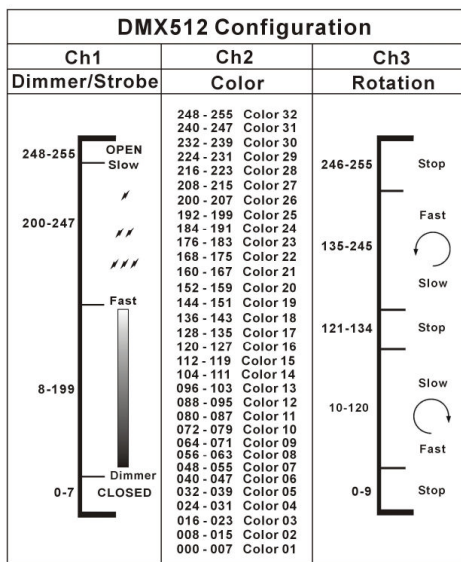 DMX512 Configuration
Ch1
Ch2
Ch3
Dimmer/Strobe
Color
Rotation
248-255
OPEN
Slow
200-247
Fast
8-199
Dimmer
0-7
CLOSED
248 - 255 Color 32
240 - 247 Color 31
232 - 239 Color 30
224 - 231 Color 29
216 - 223 Color 28
208 - 215 Color 27
200 - 207 Color 26
192 - 199 Color 25
184 - 191 Color 24
176 - 183 Color 23
168 - 175 Color 22
160 - 167 Color 21
152 - 159 Color 20
144 - 151 Color 19
136 - 143 Color 18
128 - 135 Color 17
120 - 127 Color 16
112 - 119 Color 15
104 - 111 Color 14
096 - 103 Color 13
088 - 095 Color 12
080 - 087 Color 11
072 - 079 Color 10
064 - 071 Color 09
056 - 063 Color 08
048 - 055 Color 07
040 - 047 Color 06
032 - 039 Color 05
024 - 031 Color 04
016 - 023 Color 03
008 - 015 Color 02
000 - 007 Color 01
246-255
Stop
Fast
135-245
Slow
121-134
Stop
Slow
10-120
Fast
0-9
Stop